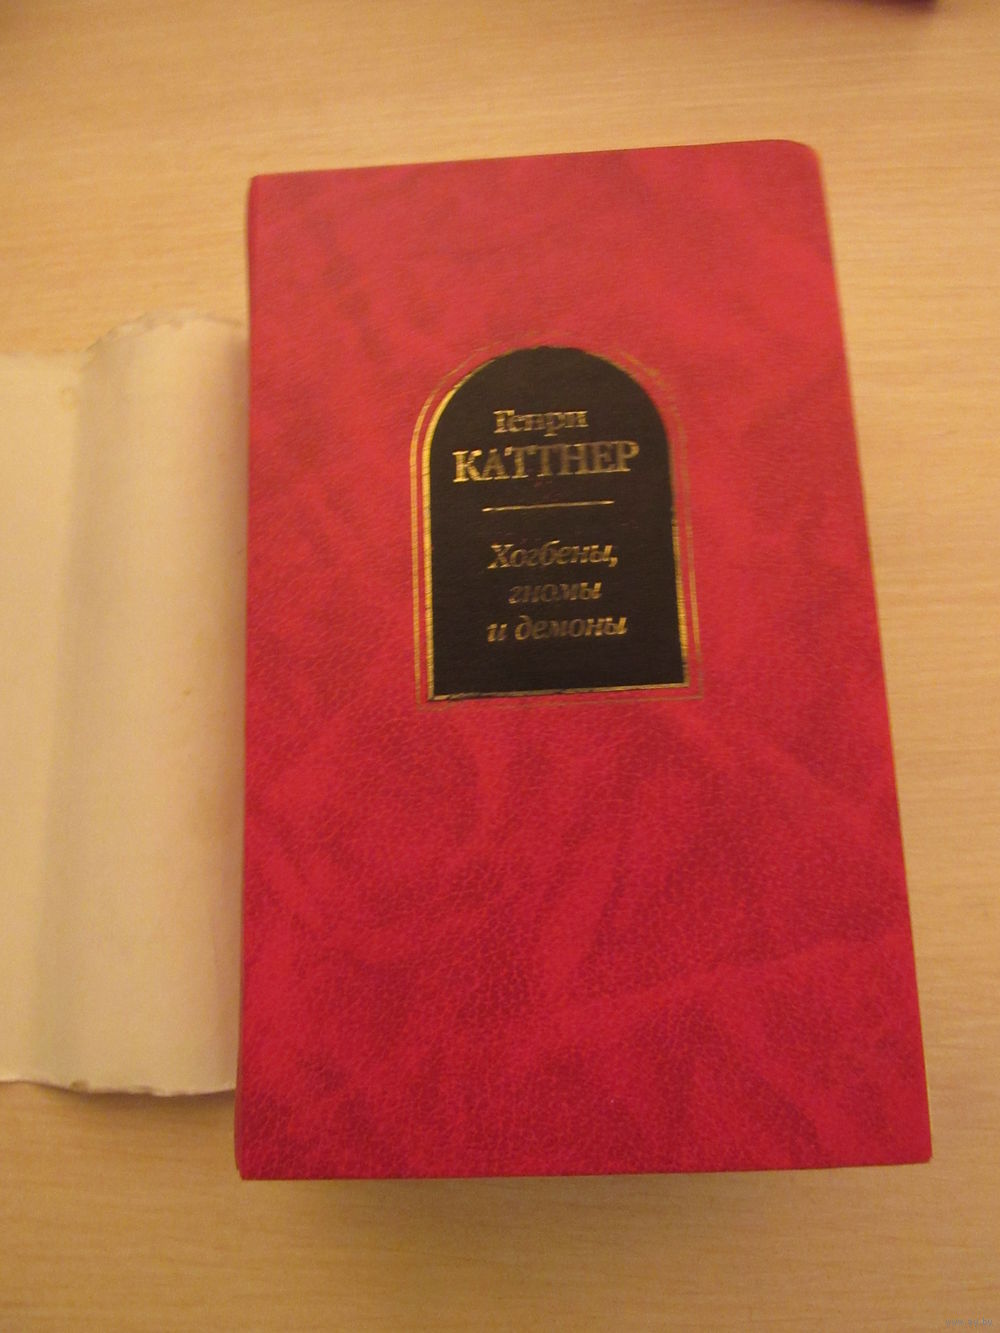 Генри
КАТТНЕР
Хогбены,
гномы
и демоны